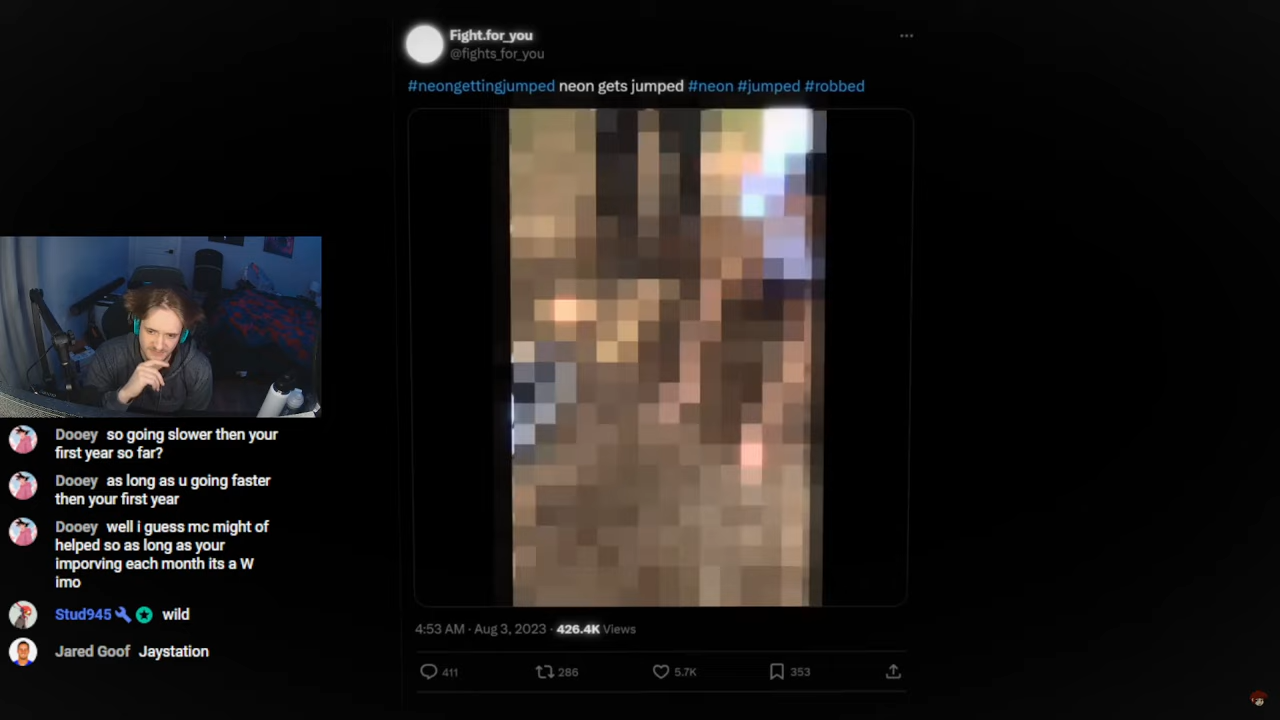 Fight.for_you
@fights_for_you
#neongettingjumped neon gets jumped #neon #jumped #robbed
4:53 AM · Aug 3, 2023 · 426.4K Views
411 286 5.7K 353
Dooey so going slower then your
first year so far?
Dooey as long as u going faster
then your first year
Dooey well i guess mc might of
helped so as long as your
imporving each month its a W
imo
Stud945 wild
Jared Goof Jaystation